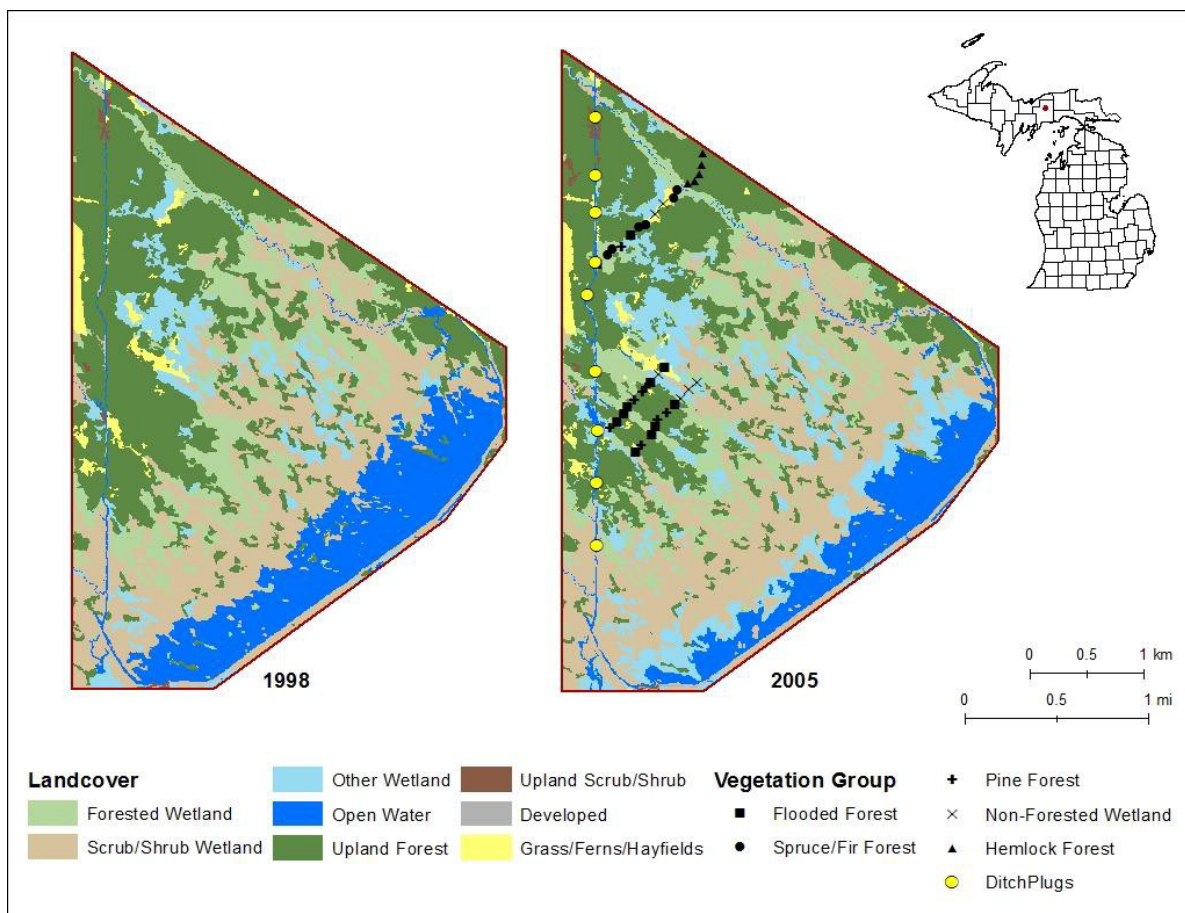 1998
2005
0 0.5 1 km
0 0.5 1 mi
Landcover
Forested Wetland
Scrub/Shrub Wetland
Other Wetland
Open Water
Upland Forest
Upland Scrub/Shrub
Developed
Grass/Ferns/Hayfields
Vegetation Group
Flooded Forest
Spruce/Fir Forest
Pine Forest
Non-Forested Wetland
Hemlock Forest
DitchPlugs